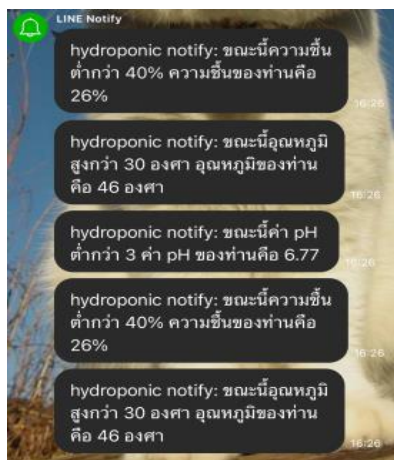 LINE Notify
hydroponic notify: ขณะนี้ความชื้น
ต่ำกว่า 40% ความชื้นของท่านคือ
26%
16:26
hydroponic notify: ขณะนี้อุณหภูมิ
สูงกว่า 30 องศา อุณหภูมิของท่าน
คือ 46 องศา
16:26
hydroponic notify: ขณะนี้ค่า pH
ต่ำกว่า 3 ค่า pH ของท่านคือ 6.77
16:26
hydroponic notify: ขณะนี้ความชื้น
ต่ำกว่า 40% ความชื้นของท่านคือ
26%
16:26
hydroponic notify: ขณะนี้อุณหภูมิ
สูงกว่า 30 องศา อุณหภูมิของท่าน
คือ 46 องศา
16:26